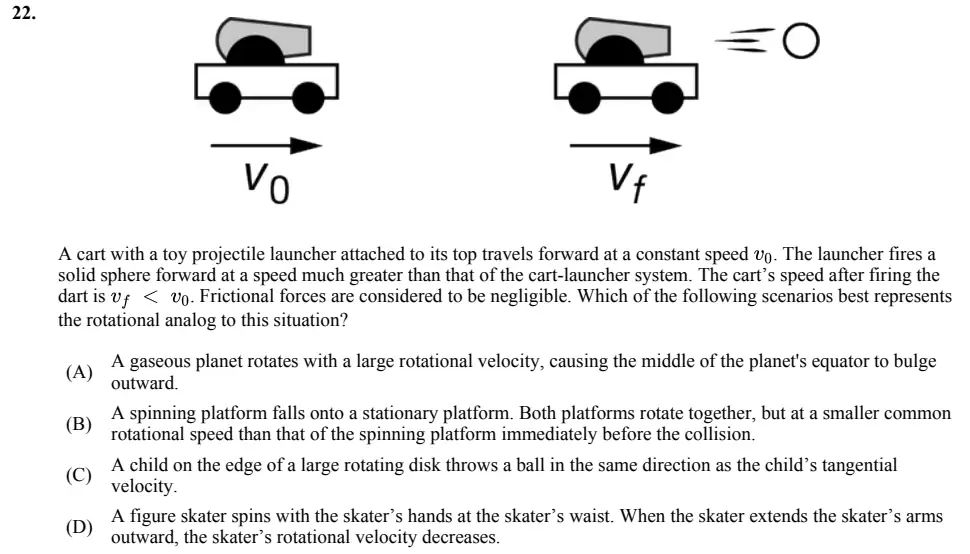 22.
V0
Vf
A cart with a toy projectile launcher attached to its top travels forward at a constant speed v0. The launcher fires a
solid sphere forward at a speed much greater than that of the cart-launcher system. The cart's speed after firing the
dart is vf < v0. Frictional forces are considered to be negligible. Which of the following scenarios best represents
the rotational analog to this situation?
(A) A gaseous planet rotates with a large rotational velocity, causing the middle of the planet's equator to bulge
outward.
(B) A spinning platform falls onto a stationary platform. Both platforms rotate together, but at a smaller common
rotational speed than that of the spinning platform immediately before the collision.
(C) A child on the edge of a large rotating disk throws a ball in the same direction as the child's tangential
velocity.
(D) A figure skater spins with the skater's hands at the skater's waist. When the skater extends the skater's arms
outward, the skater's rotational velocity decreases.